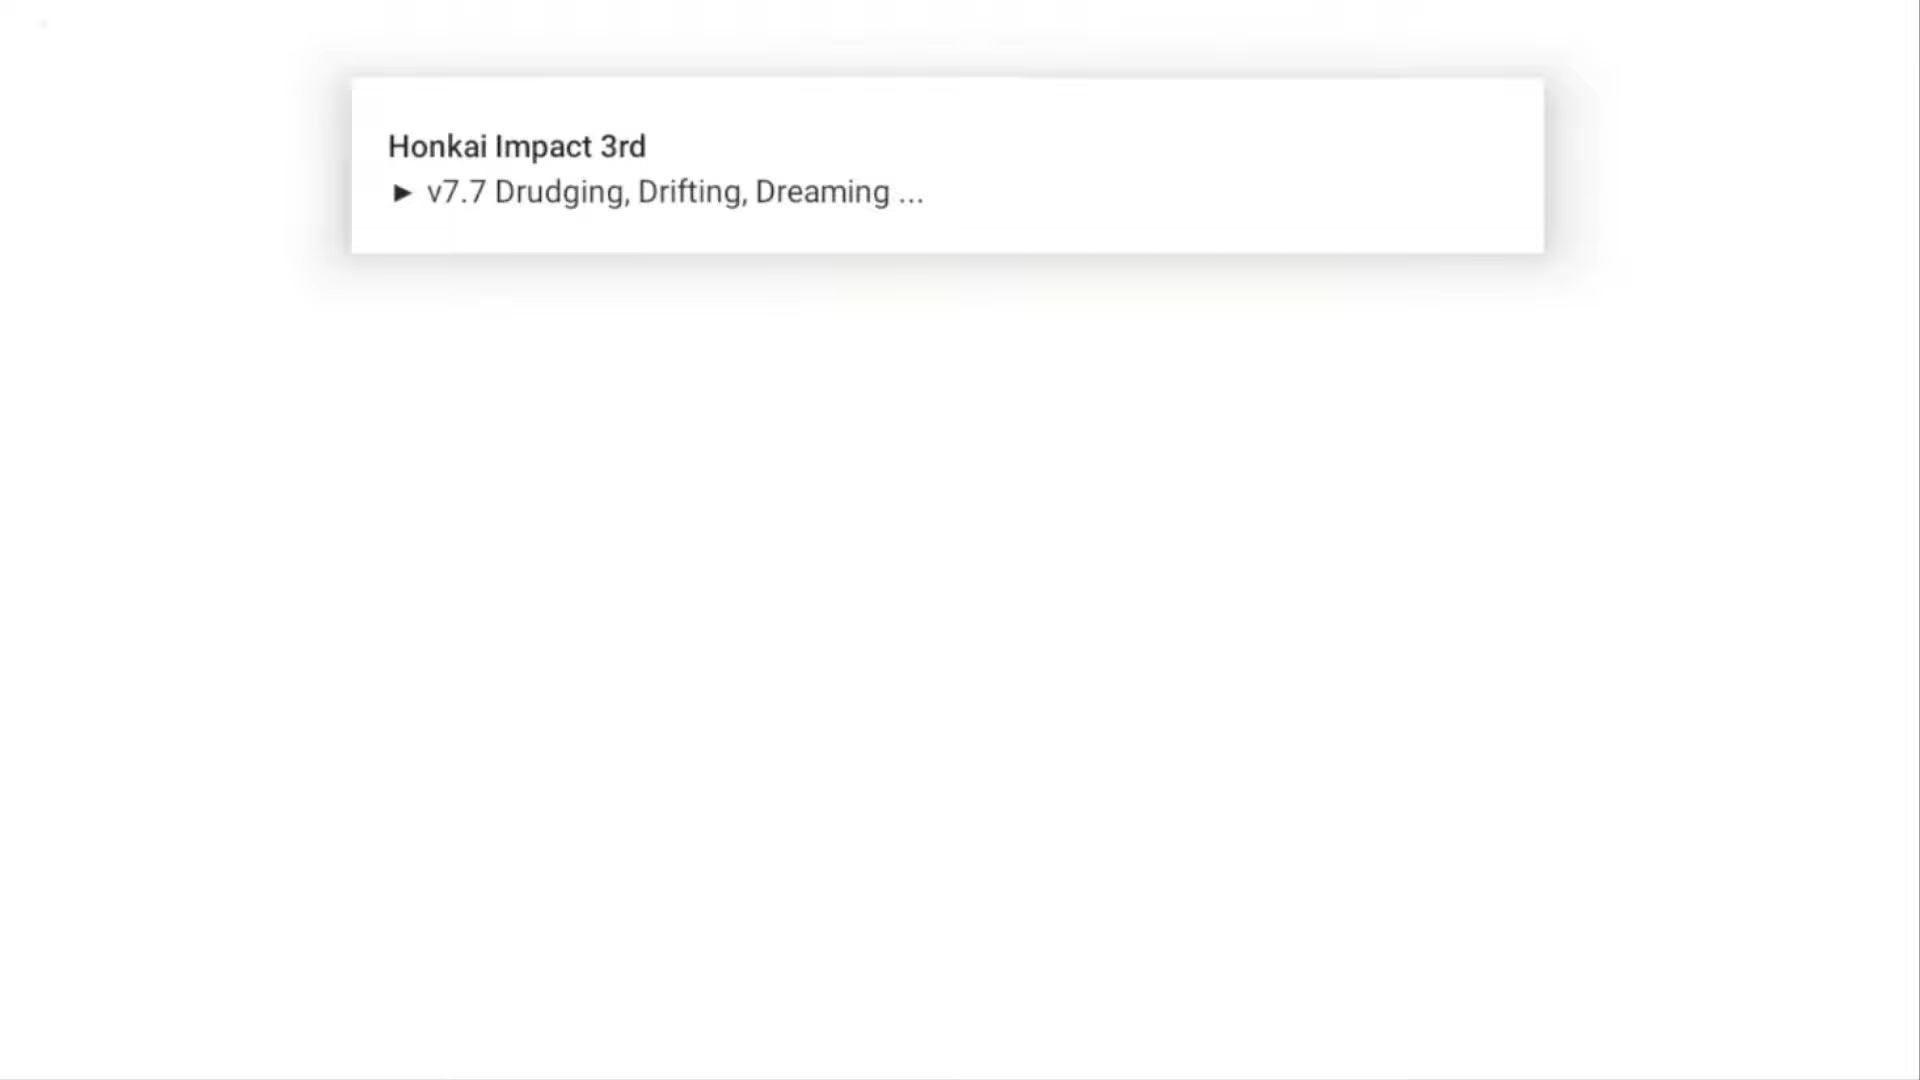 Honkai Impact 3rd
► v7.7 Drudging, Drifting, Dreaming ...